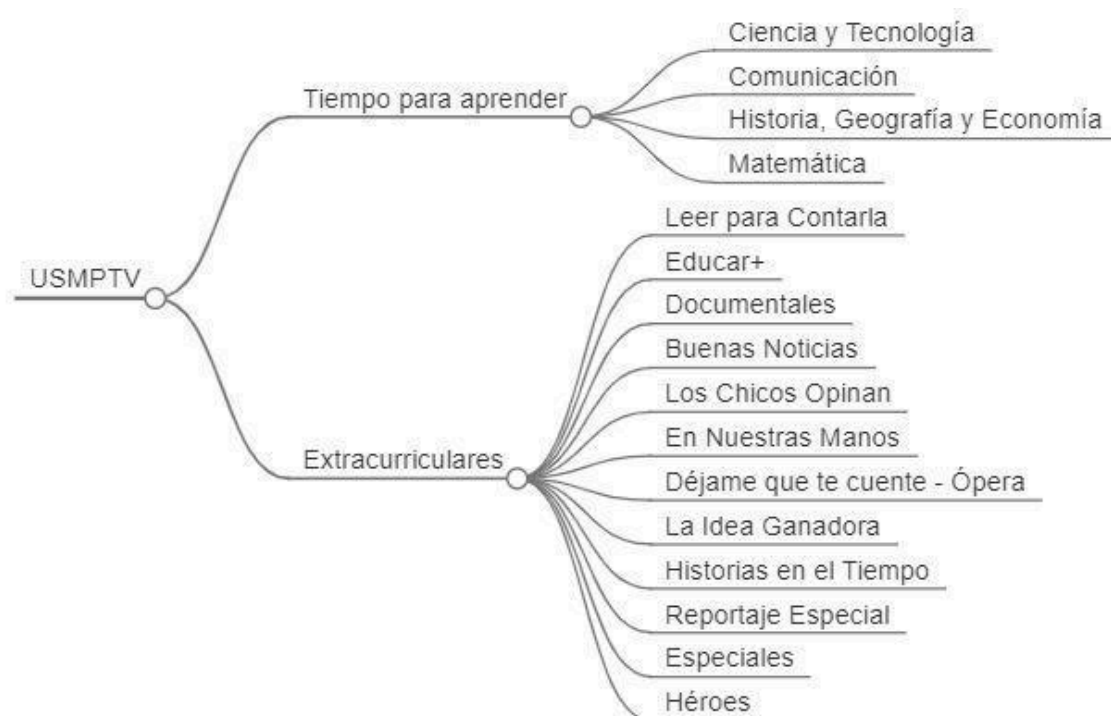 USMPTV
Tiempo para aprender
Ciencia y Tecnología
Comunicación
Historia, Geografía y Economía
Matemática
Extracurriculares
Leer para Contarla
Educar+
Documentales
Buenas Noticias
Los Chicos Opinan
En Nuestras Manos
Déjame que te cuente - Ópera
La Idea Ganadora
Historias en el Tiempo
Reportaje Especial
Especiales
Héroes